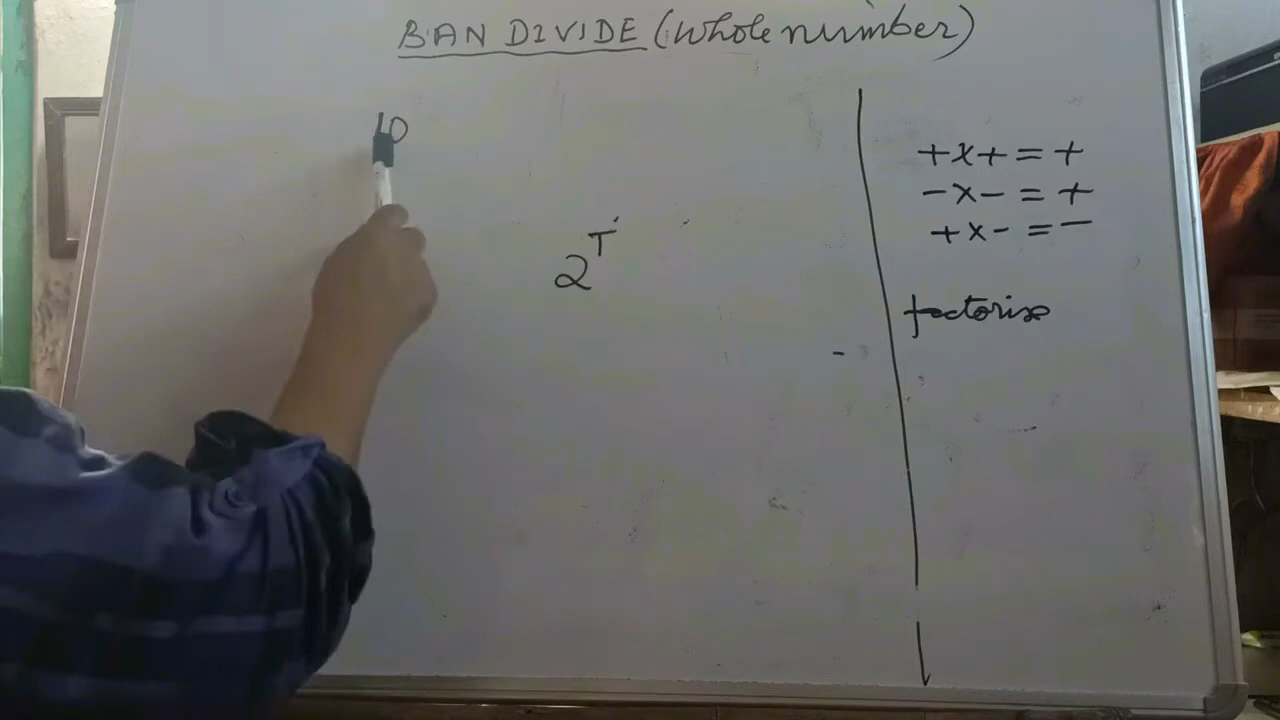 BAN DIVIDE (Whole number)
10
2^T
+x+=+
-x-=+
+x-=-
factorise